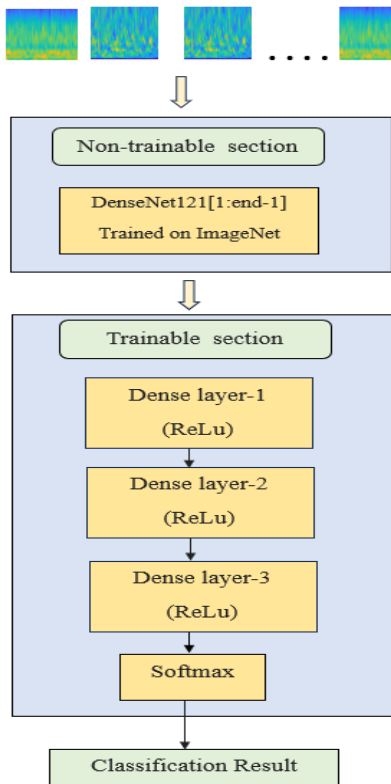 Non-trainable section
DenseNet121[1:end-1]
Trained on ImageNet
Trainable section
Dense layer-1
(ReLu)
Dense layer-2
(ReLu)
Dense layer-3
(ReLu)
Softmax
Classification Result